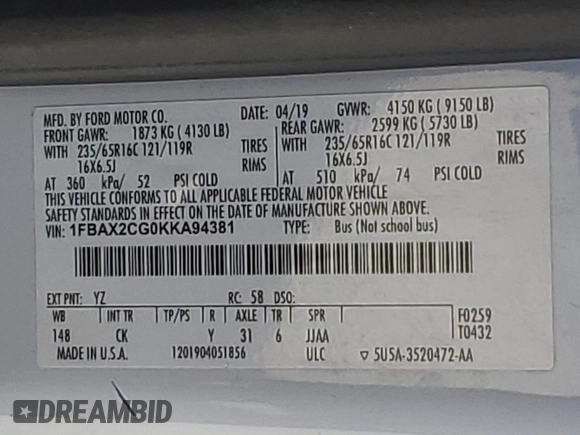 MFD. BY FORD MOTOR CO.
DATE: 04/19 GVWR: 4150 KG ( 9150 LB)
FRONT GAWR: 1873 KG ( 4130 LB)
REAR GAWR: 2599 KG ( 5730 LB)
WITH 235/65R16C 121/119R TIRES
WITH 235/65R16C 121/119R TIRES
16X6.5J RIMS
16X6.5J RIMS
AT 360 kPa/ 52 PSI COLD
AT 510 kPa/ 74 PSI COLD
THIS VEHICLE CONFORMS TO ALL APPLICABLE FEDERAL MOTOR VEHICLE
SAFETY STANDARDS IN EFFECT ON THE DATE OF MANUFACTURE SHOWN ABOVE.
VIN: 1FBAX2CG0KKA94381 TYPE: Bus (Not school bus)
EXT PNT: YZ RC: 58 DSO:
WB INT TR TP/PS R AXLE TR SPR
F0259
148 CK Y 31 6 JJAA
T0432
MADE IN U.S.A. 1201904051856 ULC ▽ 5U5A-3520472-AA
DREAMBID